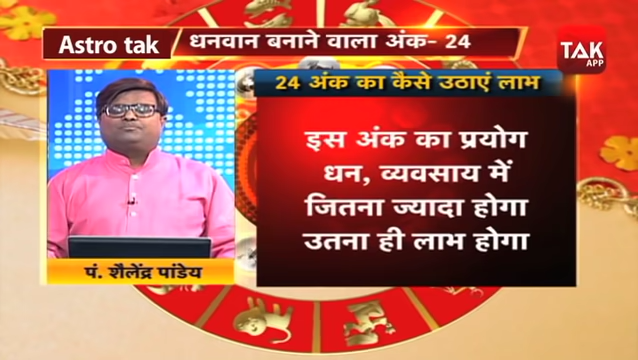 Astro tak
धनवान बनाने वाला अंक- 24
TAK
APP
24 अंक का कैसे उठाएं लाभ
इस अंक का प्रयोग
धन, व्यवसाय में
जितना ज्यादा होगा
उतना ही लाभ होगा
पं. शैलेंद्र पांडेय